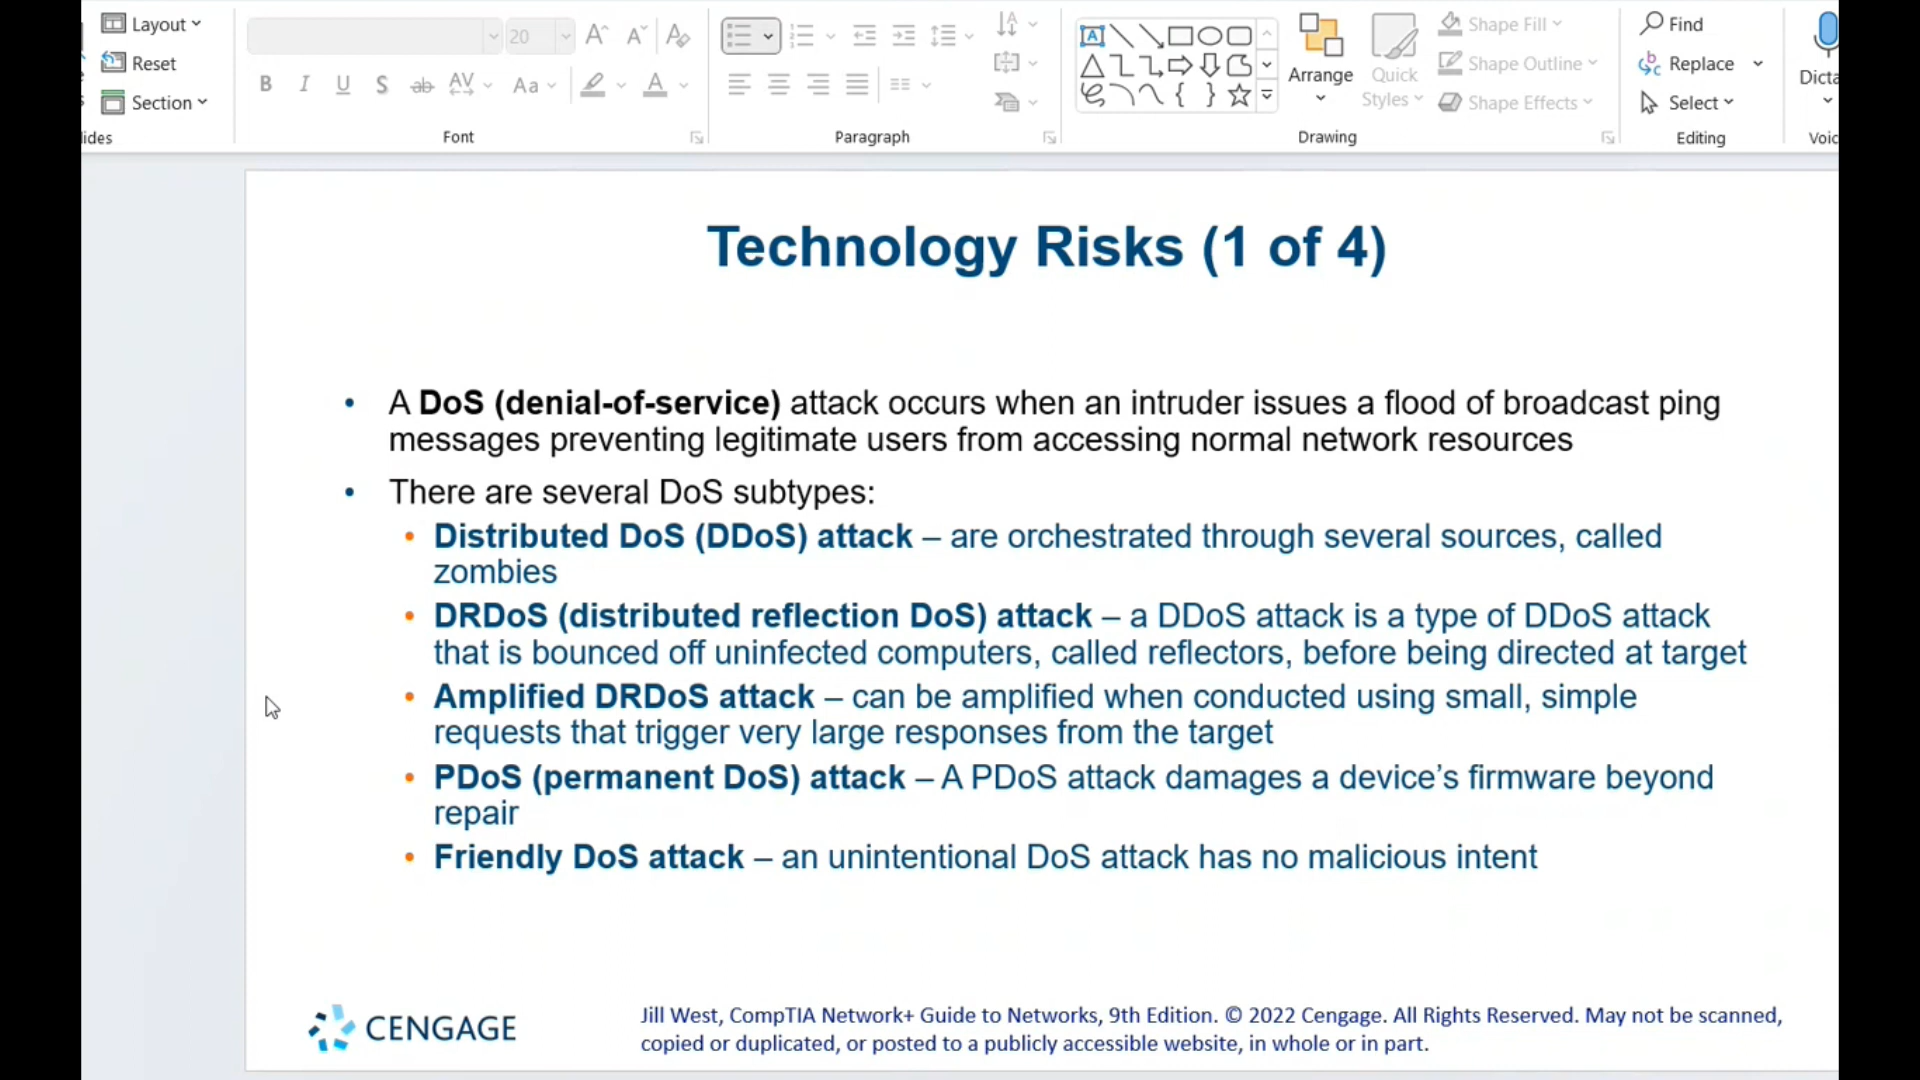 Layout
Reset
Section
20
B I U S ab AV Aa A
Font
Paragraph
Arrange
Quick
Styles
Shape Fill
Shape Outline
Shape Effects
Drawing
Find
Replace
Select
Editing
Technology Risks (1 of 4)
• A DoS (denial-of-service) attack occurs when an intruder issues a flood of broadcast ping
messages preventing legitimate users from accessing normal network resources
• There are several DoS subtypes:
• Distributed DoS (DDoS) attack – are orchestrated through several sources, called
zombies
• DRDoS (distributed reflection DoS) attack – a DDoS attack is a type of DDoS attack
that is bounced off uninfected computers, called reflectors, before being directed at target
• Amplified DRDoS attack – can be amplified when conducted using small, simple
requests that trigger very large responses from the target
• PDoS (permanent DoS) attack – A PDoS attack damages a device’s firmware beyond
repair
• Friendly DoS attack – an unintentional DoS attack has no malicious intent
CENGAGE
Jill West, CompTIA Network+ Guide to Networks, 9th Edition. © 2022 Cengage. All Rights Reserved. May not be scanned,
copied or duplicated, or posted to a publicly accessible website, in whole or in part.